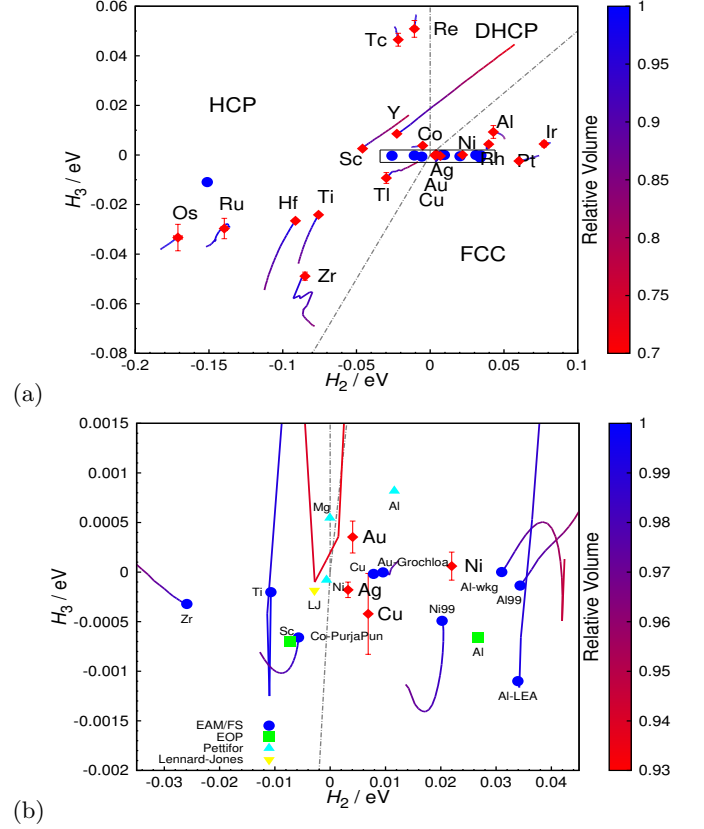 0.06
0.04
0.02
0
-0.02
-0.04
-0.06
-0.08
H3 / eV
-0.2
-0.15
-0.1
-0.05
0
0.05
0.1
H2 / eV
HCP
DHCP
FCC
Tc
Re
Y
Sc
Co
Al
Ir
Ni
Rh
Pt
Tl
Ag
Au
Cu
Os
Ru
Hf
Ti
Zr
1
0.95
0.9
0.85
0.8
0.75
0.7
Relative Volume
(a)
0.0015
0.001
0.0005
0
-0.0005
-0.001
-0.0015
-0.002
H3 / eV
-0.03
-0.02
-0.01
0
0.01
0.02
0.03
0.04
H2 / eV
Mg
Al
Au
Cu
Au-Grochloa
Ni
Al-wkg
Al99
Zr
Ti
LJ
Ni
Ag
Cu
Ni99
Sc
Co-PurjaPun
Al
Al-LEA
EAM/FS
EOP
Pettifor
Lennard-Jones
1
0.99
0.98
0.97
0.96
0.95
0.94
0.93
Relative Volume
(b)